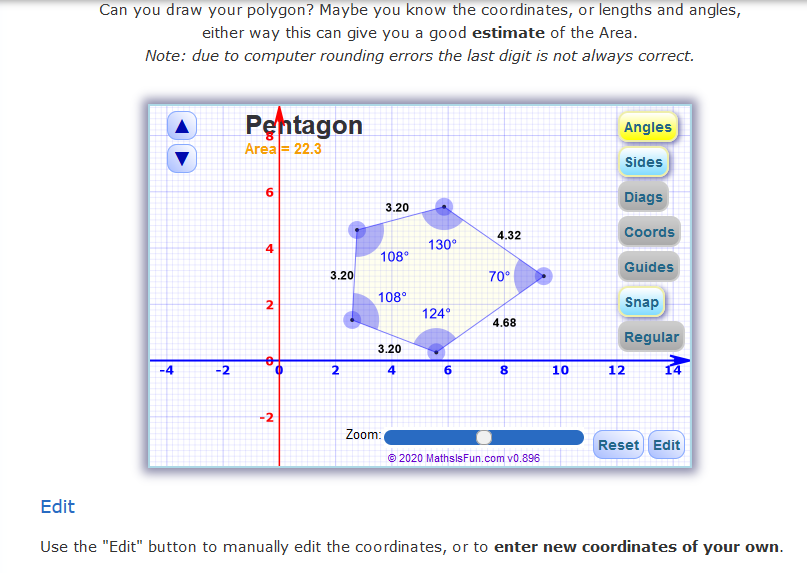 Can you draw your polygon? Maybe you know the coordinates, or lengths and angles,
either way this can give you a good estimate of the Area.
Note: due to computer rounding errors the last digit is not always correct.
Pentagon
Area = 22.3
Angles
Sides
Diags
Coords
Guides
Snap
Regular
8
6
4
2
0
-2
-4
-2
0
2
4
6
8
10
12
14
3.20
4.32
130°
108°
3.20
70°
108°
124°
4.68
3.20
Zoom:
Reset
Edit
© 2020 MathsIsFun.com v0.896
Edit
Use the "Edit" button to manually edit the coordinates, or to enter new coordinates of your own.